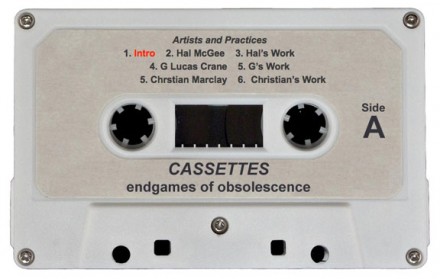 Artists and Practices
1. Intro  2. Hal McGee  3. Hal's Work
4. G Lucas Crane  5. G's Work
5. Chrstian Marclay  6. Christian's Work
Side
A
CASSETTES
endgames of obsolescence